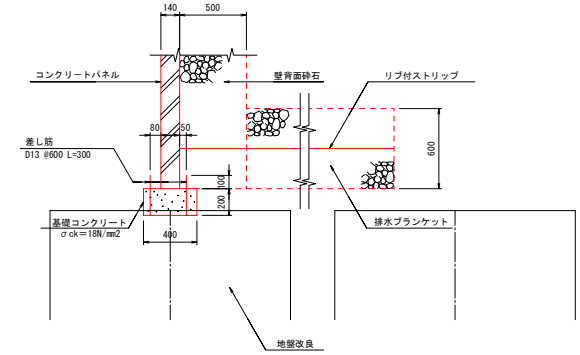 140
500
コンクリートパネル
壁背面砕石
リブ付ストリップ
80
50
600
差し筋
D13 @600 L=300
100
200
基礎コンクリート
σck=18N/mm2
400
排水ブランケット
地盤改良